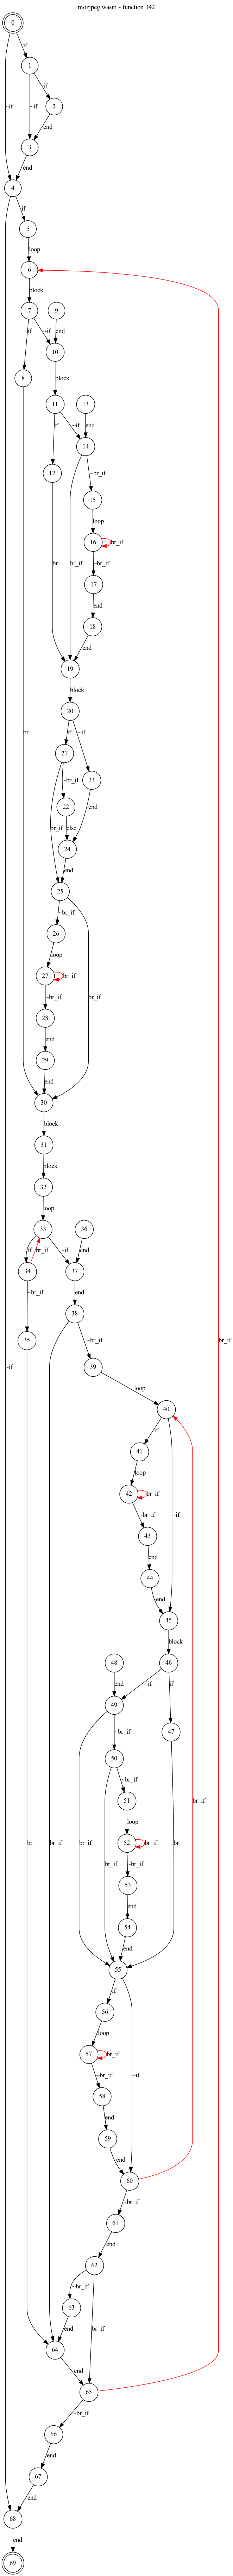 mozjpeg.wasm - function 342
0
if
1
~if
~if
if
2
end
3
end
4
if
5
loop
6
block
7
9
if
~if
end
8
10
block
11
13
if
~if
end
12
14
~br_if
15
loop
16
br_if
br
br_if
~br_if
17
end
18
end
19
block
20
if
~if
21
23
~br_if
22
br
br_if
else
end
24
end
25
~br_if
26
loop
br_if
27
br_if
~br_if
28
end
29
end
30
block
31
block
32
loop
33
36
if
br_if
~if
end
34
37
~br_if
end
35
38
~if
~br_if
39
loop
br_if
40
if
41
loop
~if
42
br_if
~br_if
43
end
44
end
45
block
46
48
end
~if
if
49
47
~br_if
50
~br_if
51
loop
br
br_if
br_if
br_if
52
br_if
br
br_if
~br_if
53
end
54
end
55
if
56
loop
~if
57
br_if
~br_if
58
end
59
end
60
~br_if
61
end
62
~br_if
63
br_if
end
64
end
65
~br_if
66
end
67
end
68
end
69